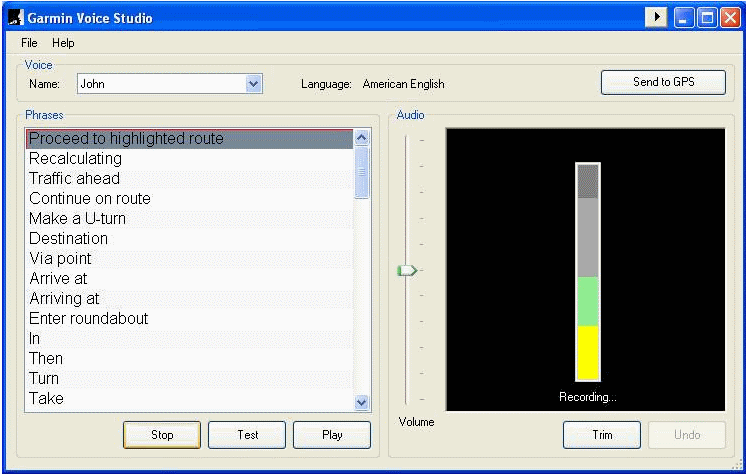 Garmin Voice Studio
File Help
Voice
Name: John Language: American English Send to GPS
Phrases
Proceed to highlighted route
Recalculating
Traffic ahead
Continue on route
Make a U-turn
Destination
Via point
Arrive at
Arriving at
Enter roundabout
In
Then
Turn
Take
Stop Test Play
Audio
Recording...
Volume
Trim Undo